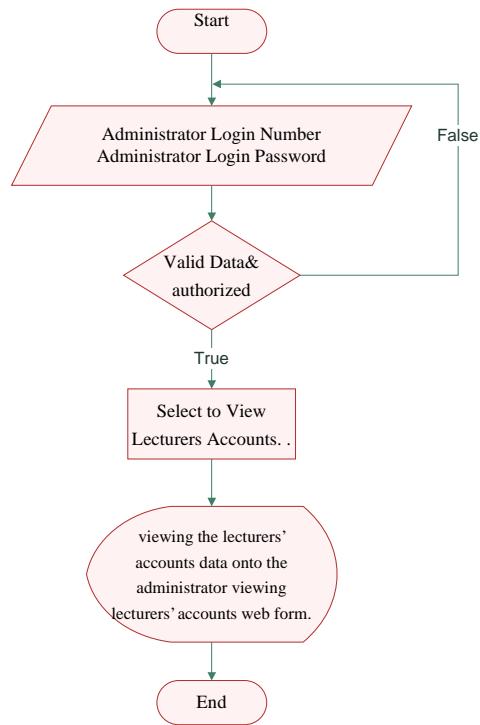 Start
Administrator Login Number
Administrator Login Password
False
Valid Data&
authorized
True
Select to View
Lecturers Accounts. .
viewing the lecturers’
accounts data onto the
administrator viewing
lecturers’ accounts web form.
End